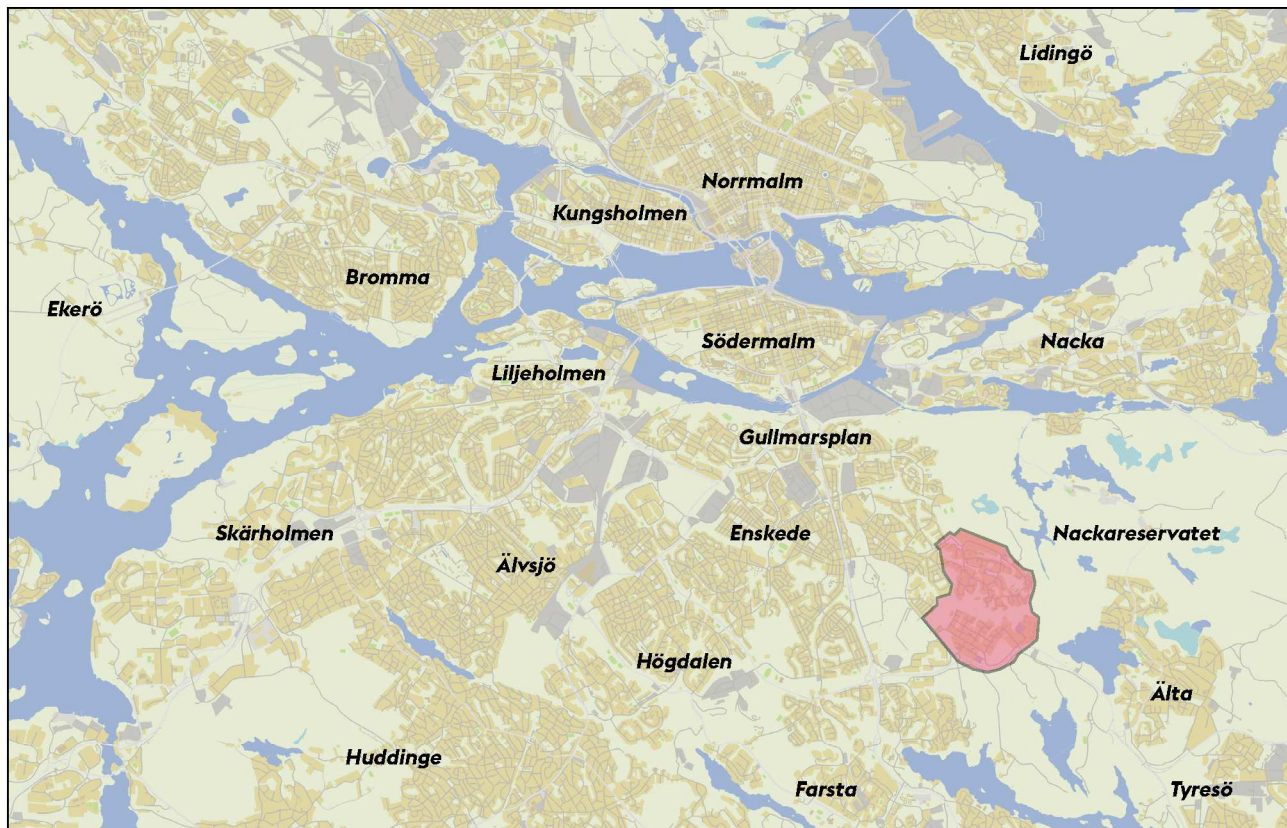 Lidingö
Norrmalm
Kungsholmen
Bromma
Ekerö
Södermalm
Nacka
Liljeholmen
Gullmarsplan
Skärholmen
Enskede
Nackareservatet
Älvsjö
Högdalen
Älta
Huddinge
Farsta
Tyresö